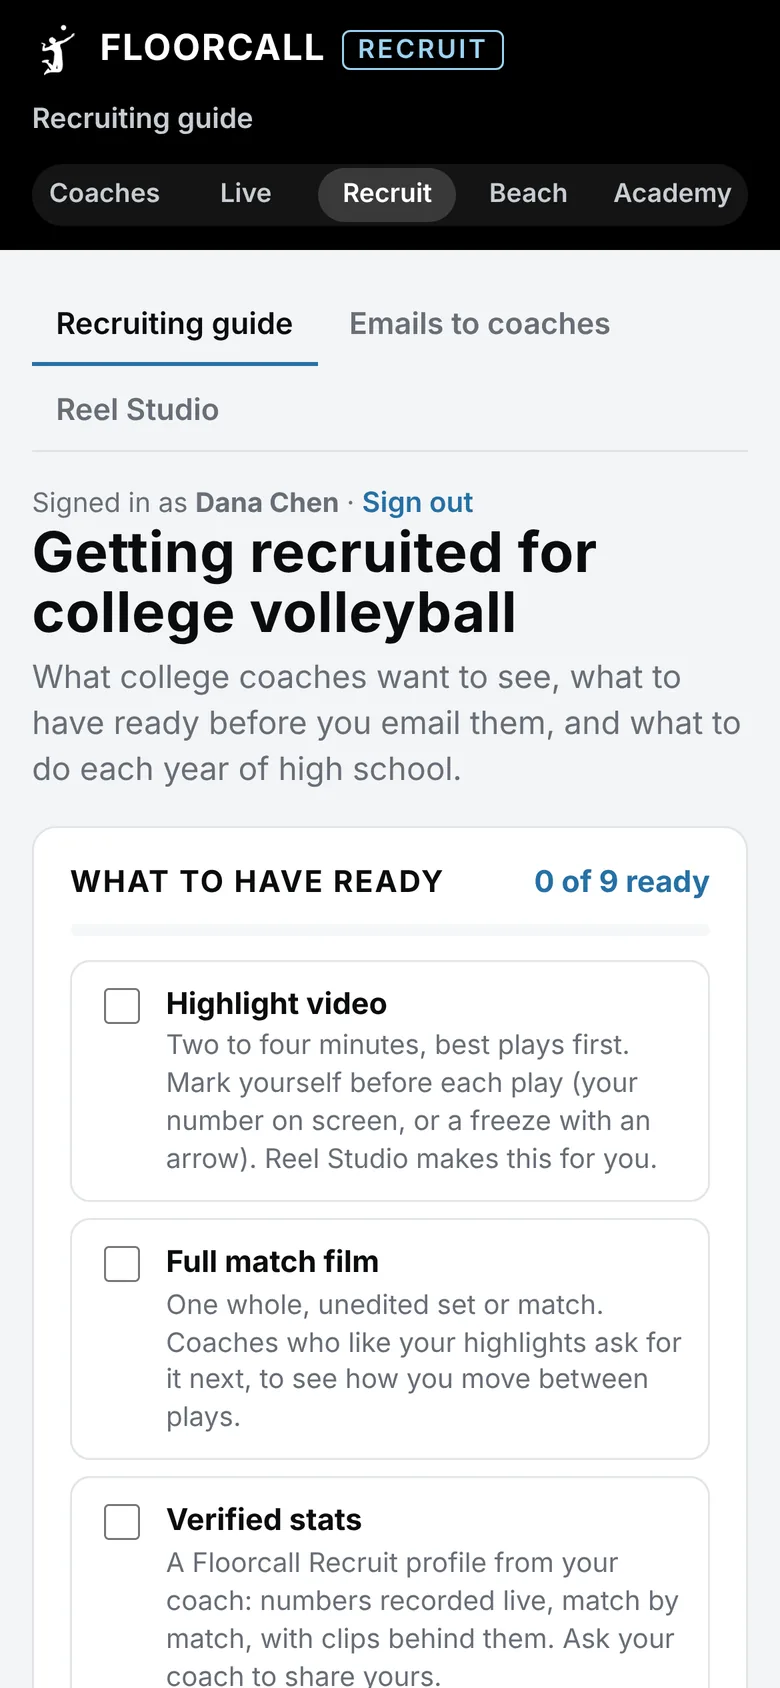 FLOORCALL RECRUIT
Recruiting guide
Coaches Live Recruit Beach Academy
Recruiting guide Emails to coaches
Reel Studio
Signed in as Dana Chen · Sign out
Getting recruited for
college volleyball
What college coaches want to see, what to
have ready before you email them, and what to
do each year of high school.
WHAT TO HAVE READY 0 of 9 ready
Highlight video
Two to four minutes, best plays first.
Mark yourself before each play (your
number on screen, or a freeze with an
arrow). Reel Studio makes this for you.
Full match film
One whole, unedited set or match.
Coaches who like your highlights ask for
it next, to see how you move between
plays.
Verified stats
A Floorcall Recruit profile from your
coach: numbers recorded live, match by
match, with clips behind them. Ask your
coach to share yours.